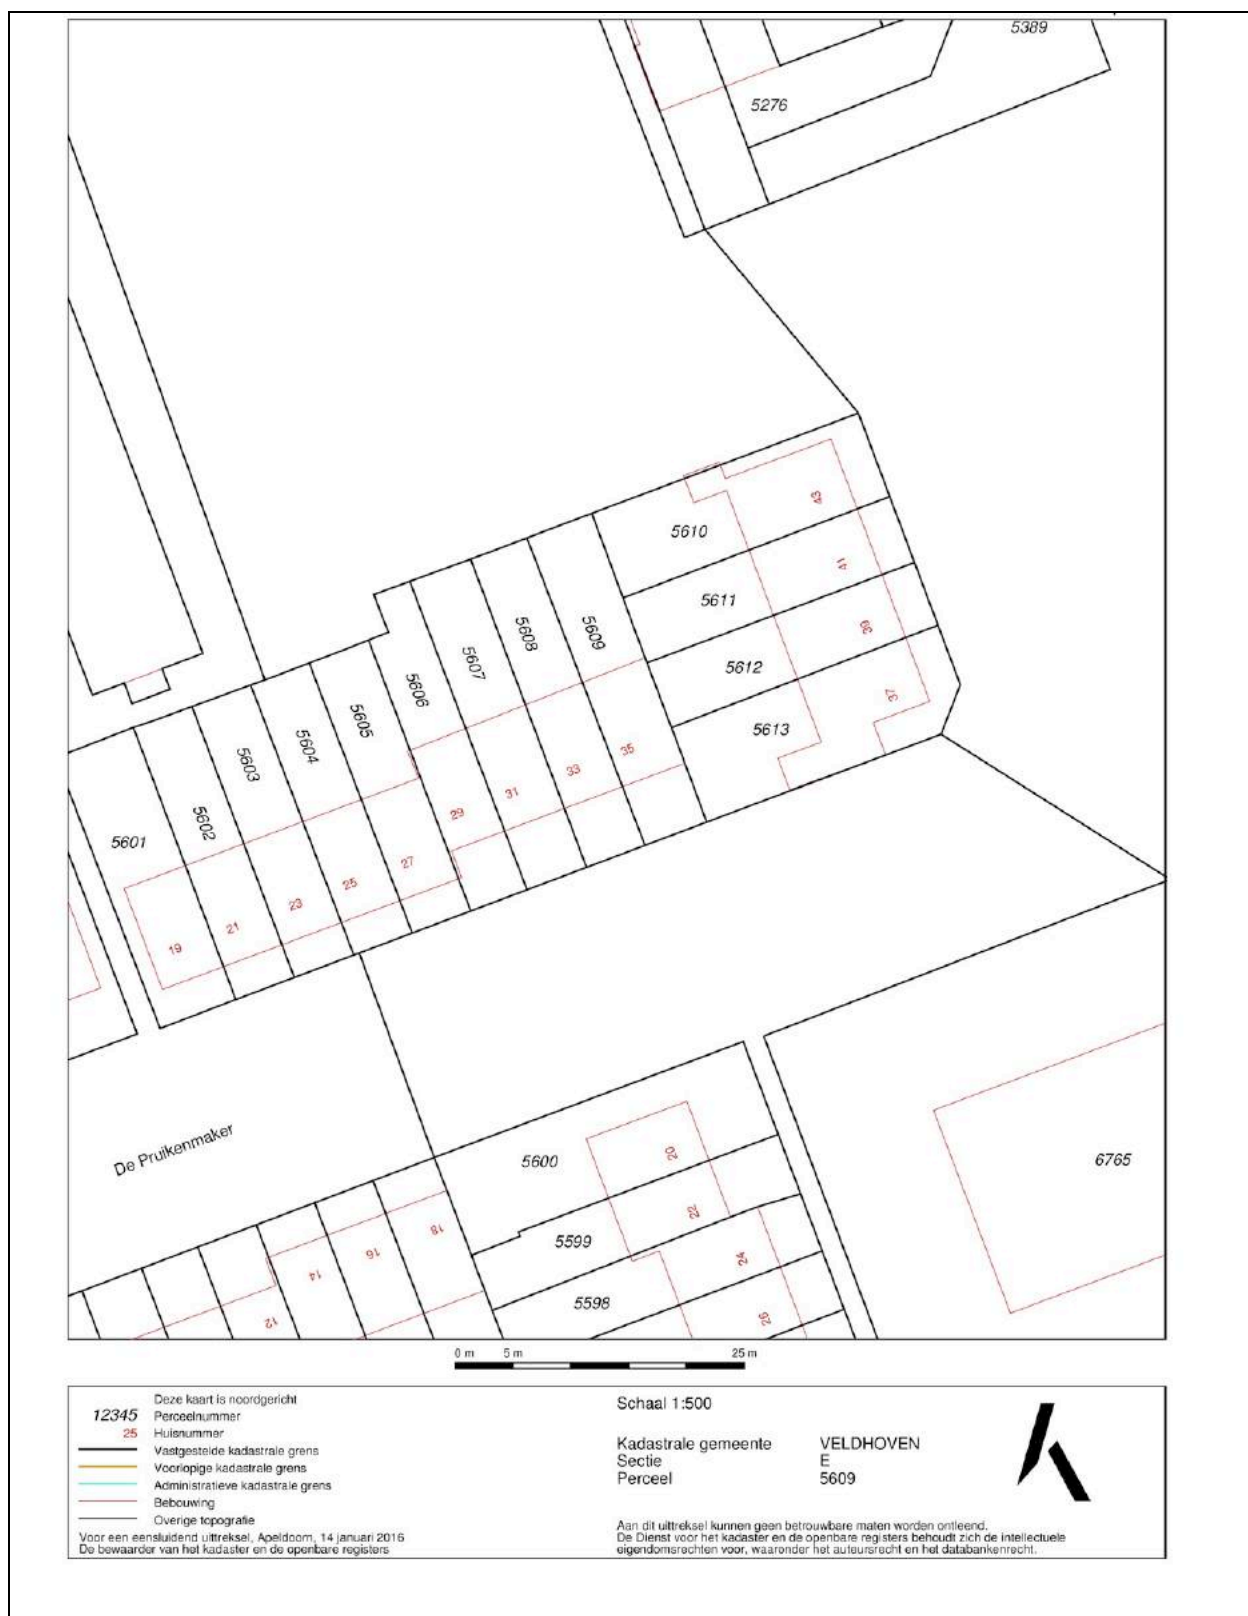 5389
5276
5610
43
5611
41
5609
5608
5612
39
5607
5606
37
5605
5613
5604
35
5603
33
31
5602
29
5601
27
25
23
21
19
De Pruikenmaker
5600
20
6765
22
18
5599
16
24
14
5598
12
26
0 m 5 m 25 m
Deze kaart is noordgericht
12345 Perceelnummer
25 Huisnummer
Vastgestelde kadastrale grens
Voorlopige kadastrale grens
Administratieve kadastrale grens
Bebouwing
Overige topografie
Voor een eensluidend uittreksel, Apeldoorn, 14 januari 2016
De bewaarder van het kadaster en de openbare registers
Schaal 1:500
Kadastrale gemeente VELDHOVEN
Sectie E
Perceel 5609
Aan dit uittreksel kunnen geen betrouwbare maten worden ontleend.
De Dienst voor het kadaster en de openbare registers behoudt zich de intellectuele
eigendomsrechten voor, waaronder het auteursrecht en het databankenrecht.